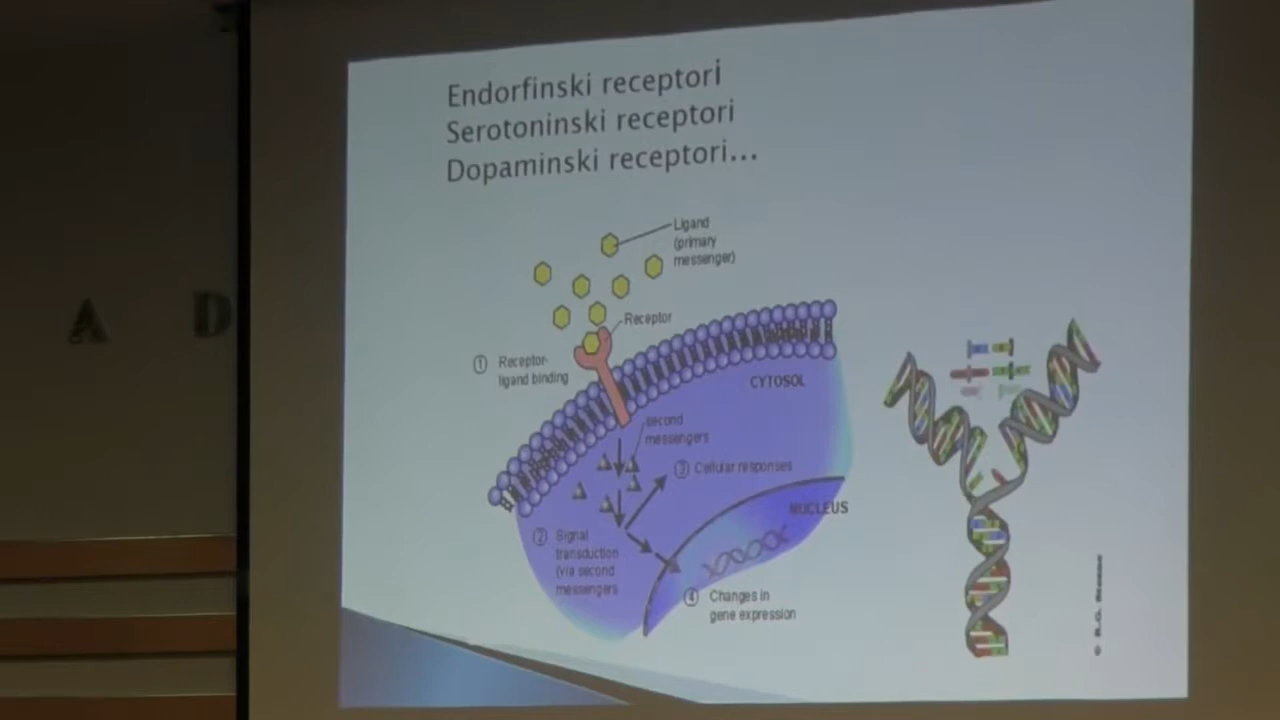 Endorfinski receptori
Serotoninski receptori
Dopaminski receptori...
Ligand
(primary
messenger)
Receptor
1 Receptor-
ligand binding
CYTOSOL
second
messengers
3 Cellular responses
NUCLEUS
2 Signal
transduction
(via second
messengers
4 Changes in
gene expression
A D